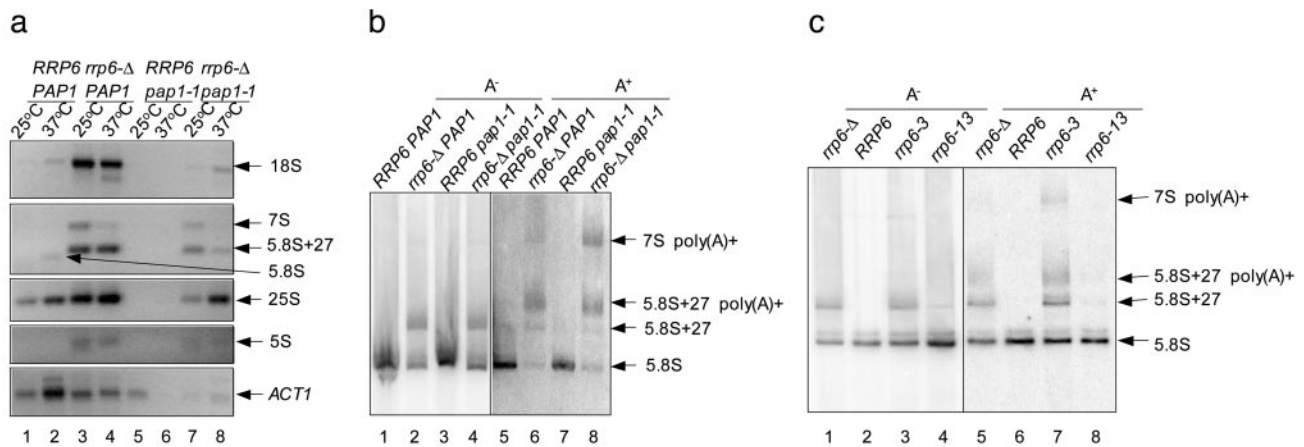 a
RRP6 rrp6-Δ RRP6 rrp6-Δ
PAP1 PAP1 pap1-1 pap1-1
25°C 37°C 25°C 37°C 25°C 37°C 25°C 37°C
18S
7S
5.8S+27
5.8S
25S
5S
ACT1
1 2 3 4 5 6 7 8
b
A- A+
RRP6 PAP1
rrp6-Δ PAP1
RRP6 pap1-1
rrp6-Δ pap1-1
RRP6 PAP1
rrp6-Δ PAP1
RRP6 pap1-1
rrp6-Δ pap1-1
7S poly(A)+
5.8S+27 poly(A)+
5.8S+27
5.8S
1 2 3 4 5 6 7 8
c
A- A+
rrp6-Δ
RRP6
rrp6-3
rrp6-13
rrp6-Δ
RRP6
rrp6-3
rrp6-13
7S poly(A)+
5.8S+27 poly(A)+
5.8S+27
5.8S
1 2 3 4 5 6 7 8